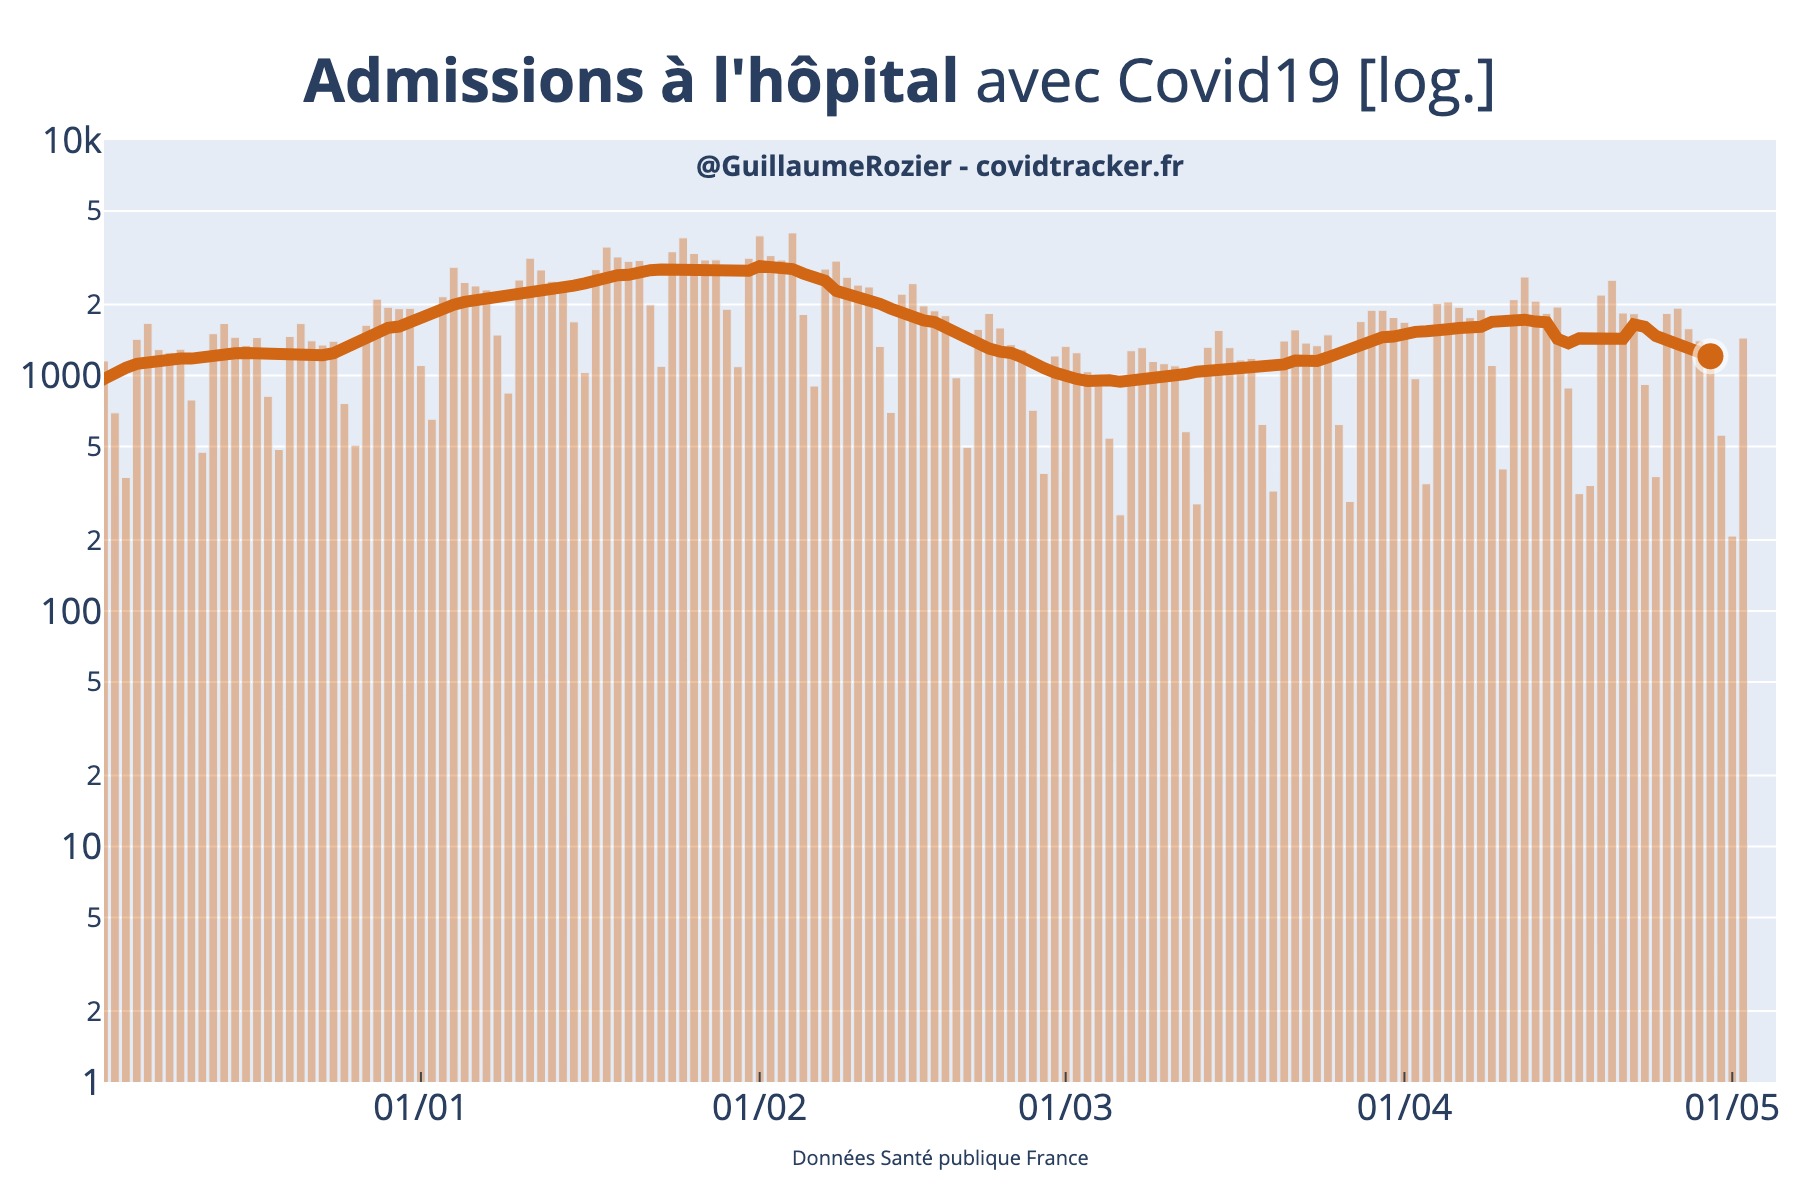 Admissions à l'hôpital avec Covid19 [log.]
@GuillaumeRozier - covidtracker.fr
10k
5
2
1000
5
2
100
5
2
10
5
2
1
01/01 01/02 01/03 01/04 01/05
Données Santé publique France